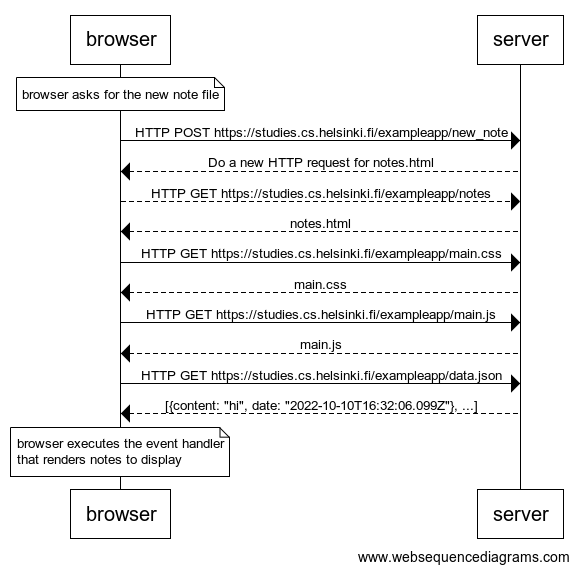 browser server
browser asks for the new note file
HTTP POST https://studies.cs.helsinki.fi/exampleapp/new_note
Do a new HTTP request for notes.html
HTTP GET https://studies.cs.helsinki.fi/exampleapp/notes
notes.html
HTTP GET https://studies.cs.helsinki.fi/exampleapp/main.css
main.css
HTTP GET https://studies.cs.helsinki.fi/exampleapp/main.js
main.js
HTTP GET https://studies.cs.helsinki.fi/exampleapp/data.json
[{content: "hi", date: "2022-10-10T16:32:06.099Z"}, ...]
browser executes the event handler
that renders notes to display
browser server
www.websequencediagrams.com